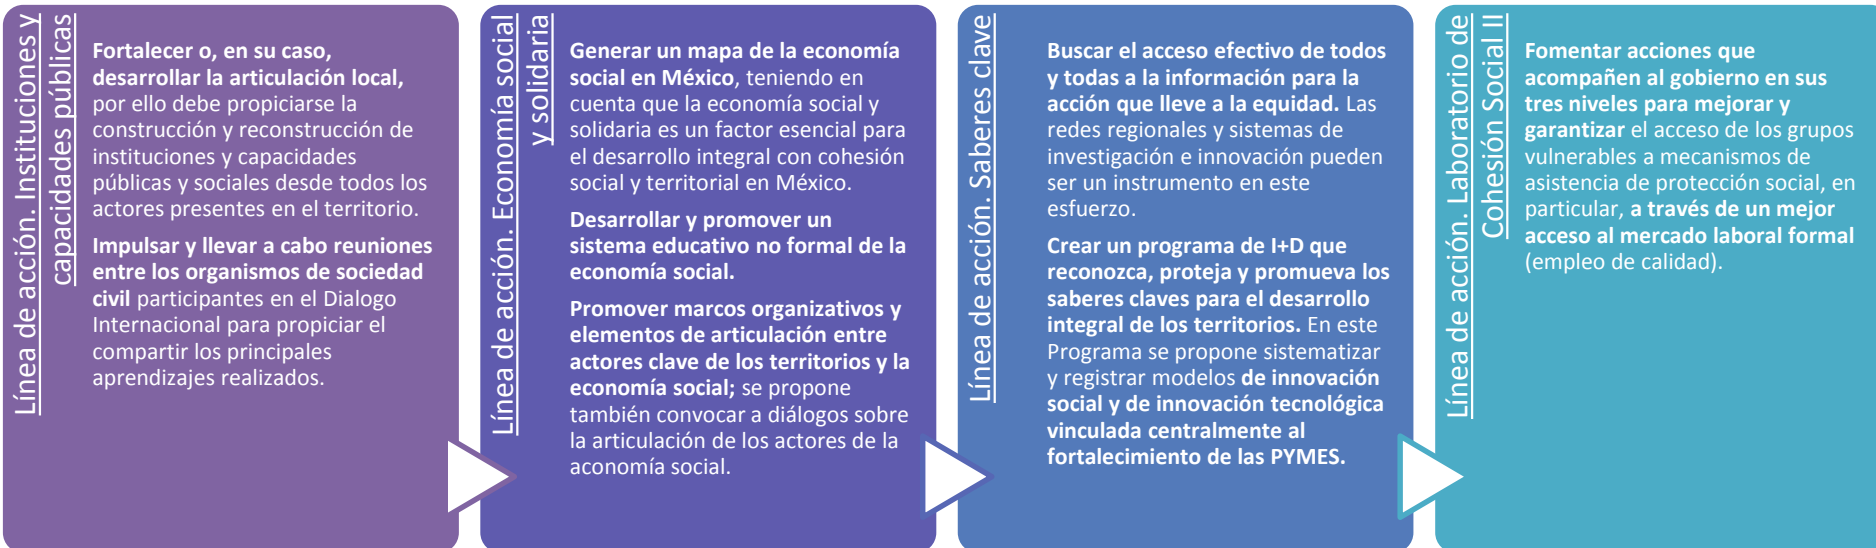 Línea de acción. Instituciones y
capacidades públicas
Fortalecer o, en su caso,
desarrollar la articulación local,
por ello debe propiciarse la
construcción y reconstrucción de
instituciones y capacidades
públicas y sociales desde todos los
actores presentes en el territorio.
Impulsar y llevar a cabo reuniones
entre los organismos de sociedad
civil participantes en el Dialogo
Internacional para propiciar el
compartir los principales
aprendizajes realizados.
Línea de acción. Economía social
y solidaria
Generar un mapa de la economía
social en México, teniendo en
cuenta que la economía social y
solidaria es un factor esencial para
el desarrollo integral con cohesión
social y territorial en México.
Desarrollar y promover un
sistema educativo no formal de la
economía social.
Promover marcos organizativos y
elementos de articulación entre
actores clave de los territorios y la
economía social; se propone
también convocar a diálogos sobre
la articulación de los actores de la
aconomía social.
Línea de acción. Saberes clave
Buscar el acceso efectivo de todos
y todas a la información para la
acción que lleve a la equidad. Las
redes regionales y sistemas de
investigación e innovación pueden
ser un instrumento en este
esfuerzo.
Crear un programa de I+D que
reconozca, proteja y promueva los
saberes claves para el desarrollo
integral de los territorios. En este
Programa se propone sistematizar
y registrar modelos de innovación
social y de innovación tecnológica
vinculada centralmente al
fortalecimiento de las PYMES.
Línea de acción. Laboratorio de
Cohesión Social II
Fomentar acciones que
acompañen al gobierno en sus
tres niveles para mejorar y
garantizar el acceso de los grupos
vulnerables a mecanismos de
asistencia de protección social, en
particular, a través de un mejor
acceso al mercado laboral formal
(empleo de calidad).